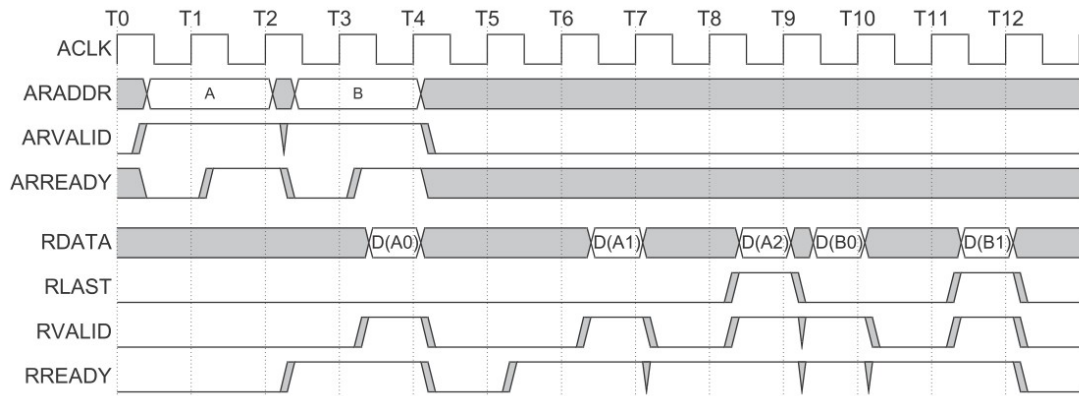 T0 T1 T2 T3 T4 T5 T6 T7 T8 T9 T10 T11 T12
ACLK
ARADDR A B
ARVALID
ARREADY
RDATA D(A0) D(A1) D(A2) D(B0) D(B1)
RLAST
RVALID
RREADY